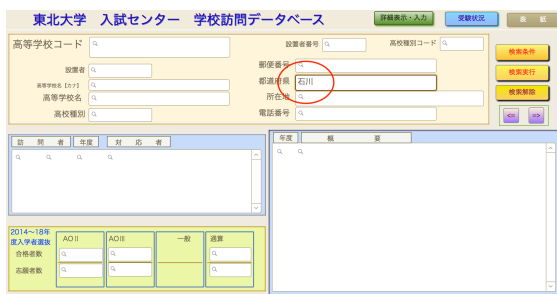 東北大学 入試センター 学校訪問データベース
詳細表示・入力
受験状況
表 紙
高等学校コード
設置者
高等学校名【カナ】
高等学校名
高校種別
設置者番号
高校種別コード
郵便番号
都道府県 石川
所在地
電話番号
検索条件
検索実行
検索解除
<= =>
訪 問 者 年度 対 応 者
年度 概 要
2014〜18年
度入学者選抜
AOⅡ AOⅢ 一般 通算
合格者数
志願者数